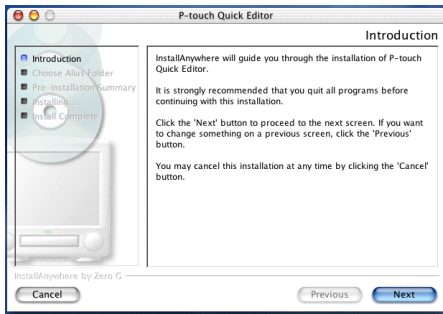 P-touch Quick Editor
Introduction
Introduction
Choose Alias Folder
Pre-Installation Summary
Installing...
Install Complete
InstallAnywhere will guide you through the installation of P-touch
Quick Editor.
It is strongly recommended that you quit all programs before
continuing with this installation.
Click the 'Next' button to proceed to the next screen. If you want
to change something on a previous screen, click the 'Previous'
button.
You may cancel this installation at any time by clicking the 'Cancel'
button.
InstallAnywhere by Zero G
Cancel
Previous
Next